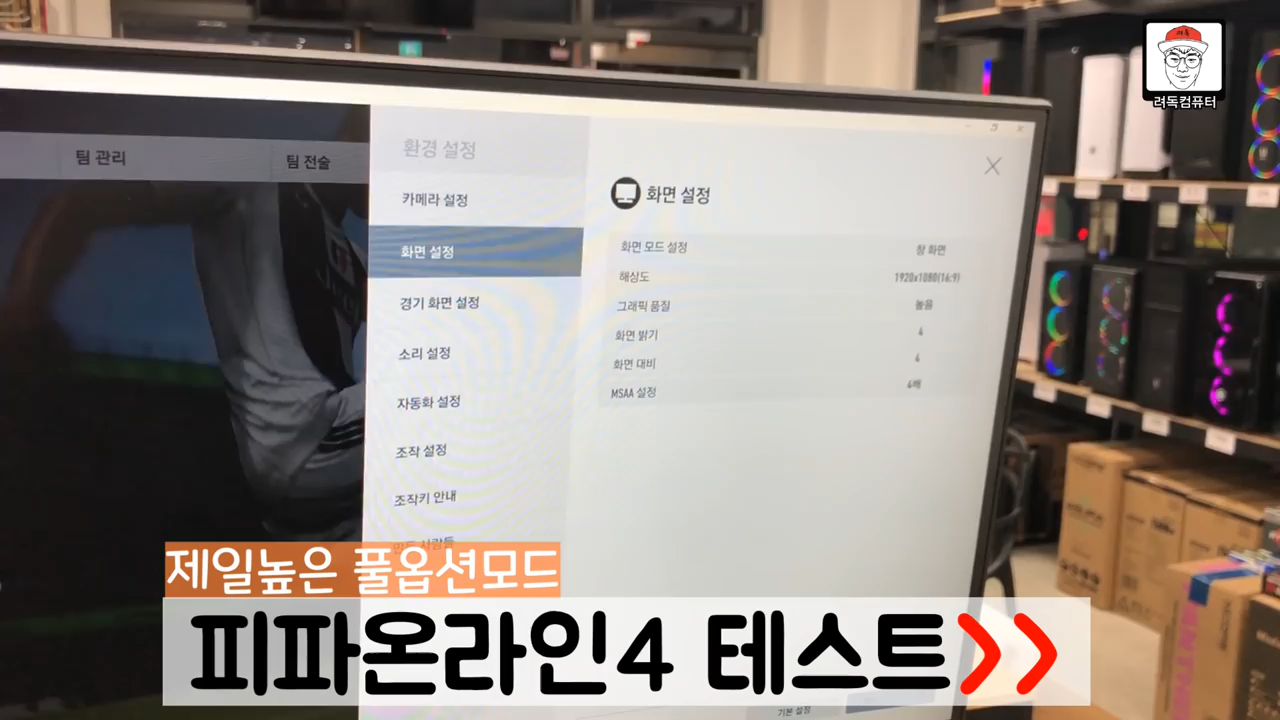 려독컴퓨터
팀 관리
팀 전술
환경 설정
카메라 설정
화면 설정
경기 화면 설정
소리 설정
자동화 설정
조작 설정
조작키 안내
만든 사람들
화면 설정
화면 모드 설정 창 화면
해상도 1920x1080(16:9)
그래픽 품질 높음
화면 밝기 4
화면 대비 4
MSAA 설정 4배
제일높은 풀옵션모드
피파온라인4 테스트
기본 설정